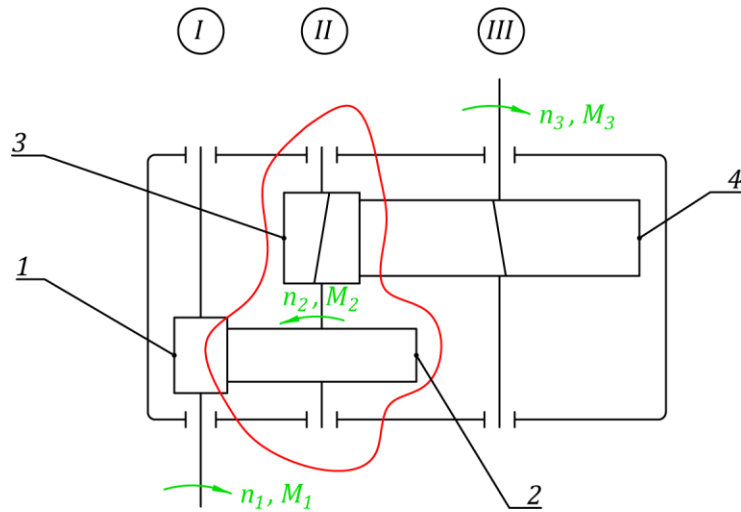 I II III
n₃, M₃
3
4
1
n₂, M₂
n₁, M₁
2